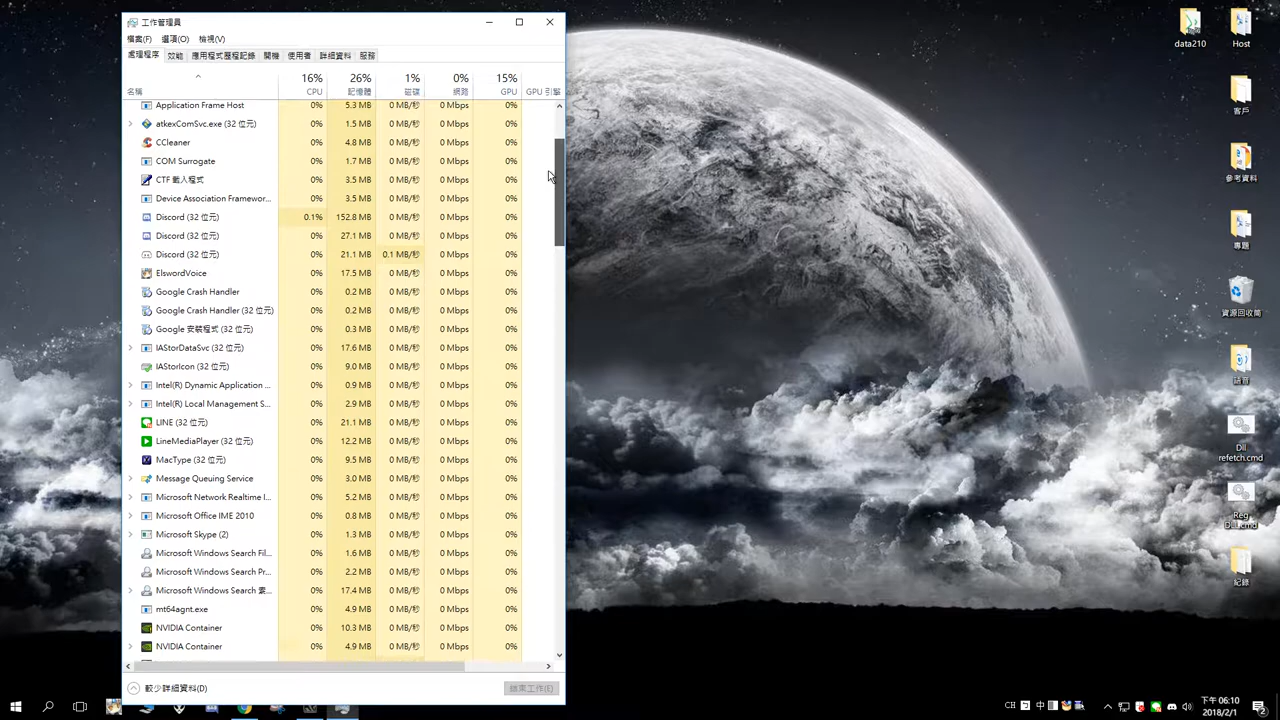 工作管理員
檔案(F) 選項(O) 檢視(V)
處理程序 效能 應用程式歷程記錄 開機 使用者 詳細資料 服務
16% 26% 1% 0% 15%
名稱 CPU 記憶體 磁碟 網路 GPU GPU 引擎
Application Frame Host 0% 5.3 MB 0 MB/秒 0 Mbps 0%
atkexComSvc.exe (32 位元) 0% 1.5 MB 0 MB/秒 0 Mbps 0%
CCleaner 0% 4.8 MB 0 MB/秒 0 Mbps 0%
COM Surrogate 0% 1.7 MB 0 MB/秒 0 Mbps 0%
CTF 載入程式 0% 3.5 MB 0 MB/秒 0 Mbps 0%
Device Association Framewor... 0% 3.5 MB 0 MB/秒 0 Mbps 0%
Discord (32 位元) 0.1% 152.8 MB 0 MB/秒 0 Mbps 0%
Discord (32 位元) 0% 27.1 MB 0 MB/秒 0 Mbps 0%
Discord (32 位元) 0% 21.1 MB 0.1 MB/秒 0 Mbps 0%
ElswordVoice 0% 17.5 MB 0 MB/秒 0 Mbps 0%
Google Crash Handler 0% 0.2 MB 0 MB/秒 0 Mbps 0%
Google Crash Handler (32 位元) 0% 0.2 MB 0 MB/秒 0 Mbps 0%
Google 安裝程式 (32 位元) 0% 0.3 MB 0 MB/秒 0 Mbps 0%
IAStorDataSvc (32 位元) 0% 17.6 MB 0 MB/秒 0 Mbps 0%
IAStorIcon (32 位元) 0% 9.0 MB 0 MB/秒 0 Mbps 0%
Intel(R) Dynamic Application ... 0% 0.9 MB 0 MB/秒 0 Mbps 0%
Intel(R) Local Management S... 0% 2.9 MB 0 MB/秒 0 Mbps 0%
LINE (32 位元) 0% 21.1 MB 0 MB/秒 0 Mbps 0%
LineMediaPlayer (32 位元) 0% 12.2 MB 0 MB/秒 0 Mbps 0%
MacType (32 位元) 0% 9.5 MB 0 MB/秒 0 Mbps 0%
Message Queuing Service 0% 3.0 MB 0 MB/秒 0 Mbps 0%
Microsoft Network Realtime I... 0% 5.2 MB 0 MB/秒 0 Mbps 0%
Microsoft Office IME 2010 0% 0.8 MB 0 MB/秒 0 Mbps 0%
Microsoft Skype (2) 0% 1.3 MB 0 MB/秒 0 Mbps 0%
Microsoft Windows Search Fil... 0% 1.6 MB 0 MB/秒 0 Mbps 0%
Microsoft Windows Search Pr... 0% 2.2 MB 0 MB/秒 0 Mbps 0%
Microsoft Windows Search 索... 0% 17.4 MB 0 MB/秒 0 Mbps 0%
mt64agnt.exe 0% 4.9 MB 0 MB/秒 0 Mbps 0%
NVIDIA Container 0% 10.3 MB 0 MB/秒 0 Mbps 0%
NVIDIA Container 0% 4.9 MB 0 MB/秒 0 Mbps 0%
較少詳細資料(D) 結束工作(E)
data210 Host
客戶
參考資料
專題
資源回收筒
語音
Dll
refetch.cmd
Reg
Dll.cmd
紀錄
CH
下午 06:10
2018/2/1